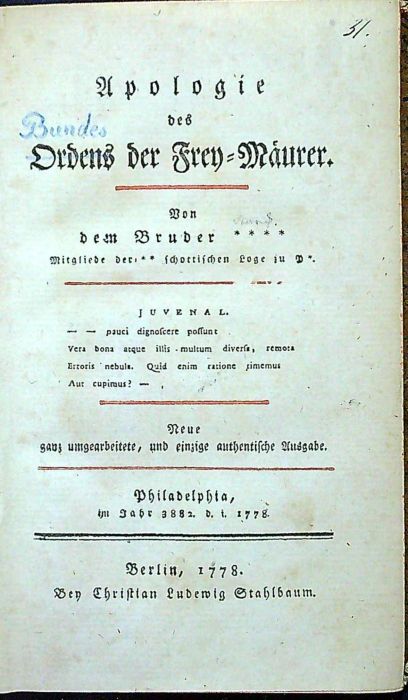 31.
Apologie
des
Bundes
Ordens der Frey-Mäurer.
Von
dem Bruder ****
Mitgliede der ** schottischen Loge zu P*.
JUVENAL.
— — pauci dignoscere possunt
Vera bona atque illis multum diversa, remota
Erroris nebula. Quid enim ratione timemus
Aut cupimus? —
Neue
ganz umgearbeitete, und einzige authentische Ausgabe.
Philadelphia,
im Jahr 3882. d. i. 1778.
Berlin, 1778.
Bey Christian Ludewig Stahlbaum.